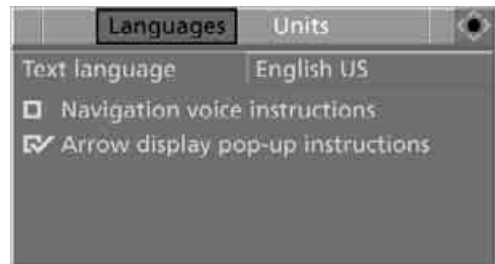 Languages Units
Text language English US
Navigation voice instructions
Arrow display pop-up instructions